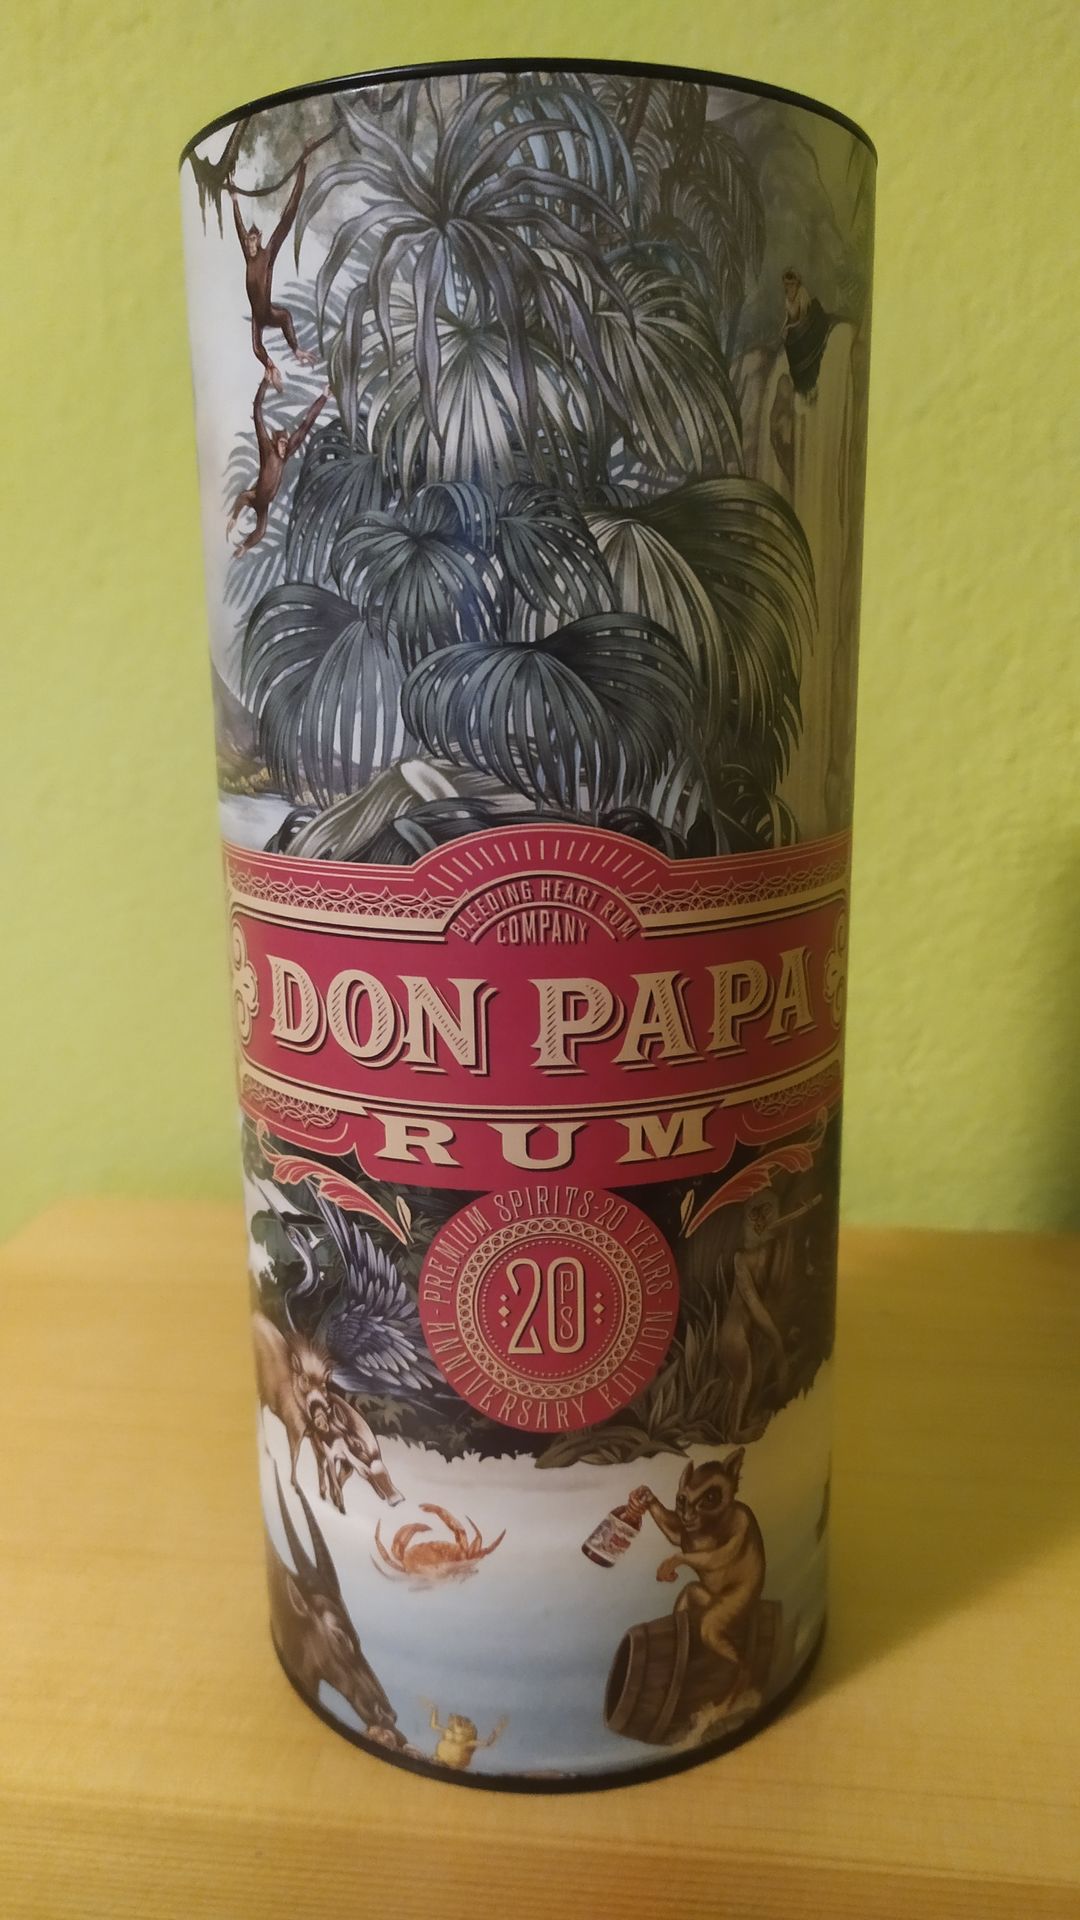 BLEEDING HEART RUM
COMPANY
DON PAPA
RUM
PREMIUM SPIRITS · 20 YEARS · ANNIVERSARY EDITION ·
20
PS